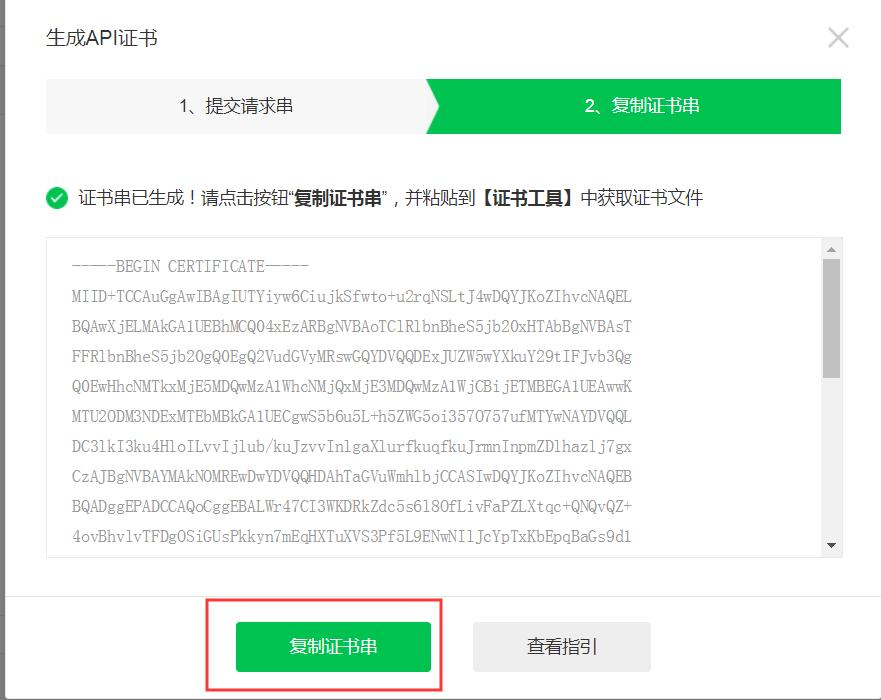 生成API证书
1、提交请求串
2、复制证书串
证书串已生成！请点击按钮“复制证书串”，并粘贴到【证书工具】中获取证书文件
-----BEGIN CERTIFICATE-----
MIID+TCCAuGgAwIBAgIUTYiyw6CiujkSfwto+u2rqNSLtJ4wDQYJKoZIhvcNAQEL
BQAwXjELMAkGA1UEBhMCQ04xEzARBgNVBAoTClRlbnBheS5jb20xHTAbBgNVBAsT
FFRlbnBheS5jb20gQ0EgQ2VudGVyMRswGQYDVQQDExJUZW5wYXkuY29tIFJvb3Qg
Q0EwHhcNMTkxMjE5MDQwMzA1WhcNMjQxMjE3MDQwMzA1WjCBijETMBEGA1UEAwwK
MTU2ODM3NDExMTEbMBkGA1UECgwS5b6u5L+h5ZWG5oi3570757ufMTYwNAYDVQQL
DC3lkI3ku4HloILvvIjlub/kuJzvvInlgaXlurfkuqfkuJrmnInpmZDlhazlj7gx
CzAJBgNVBAYMAkNOMREwDwYDVQQHDAhTaGVuWmhlbjCCASIwDQYJKoZIhvcNAQEB
BQADggEPADCCAQoCggEBALWr47CI3WKDRkZdc5s6l8OfLivFaPZLXtqc+QNQvQZ+
4ovBhvlvTFDgOSiGUsPkkyn7mEqHXTuXVS3Pf5L9ENwNIlJcYpTxKbEpqBaGs9dl
复制证书串
查看指引